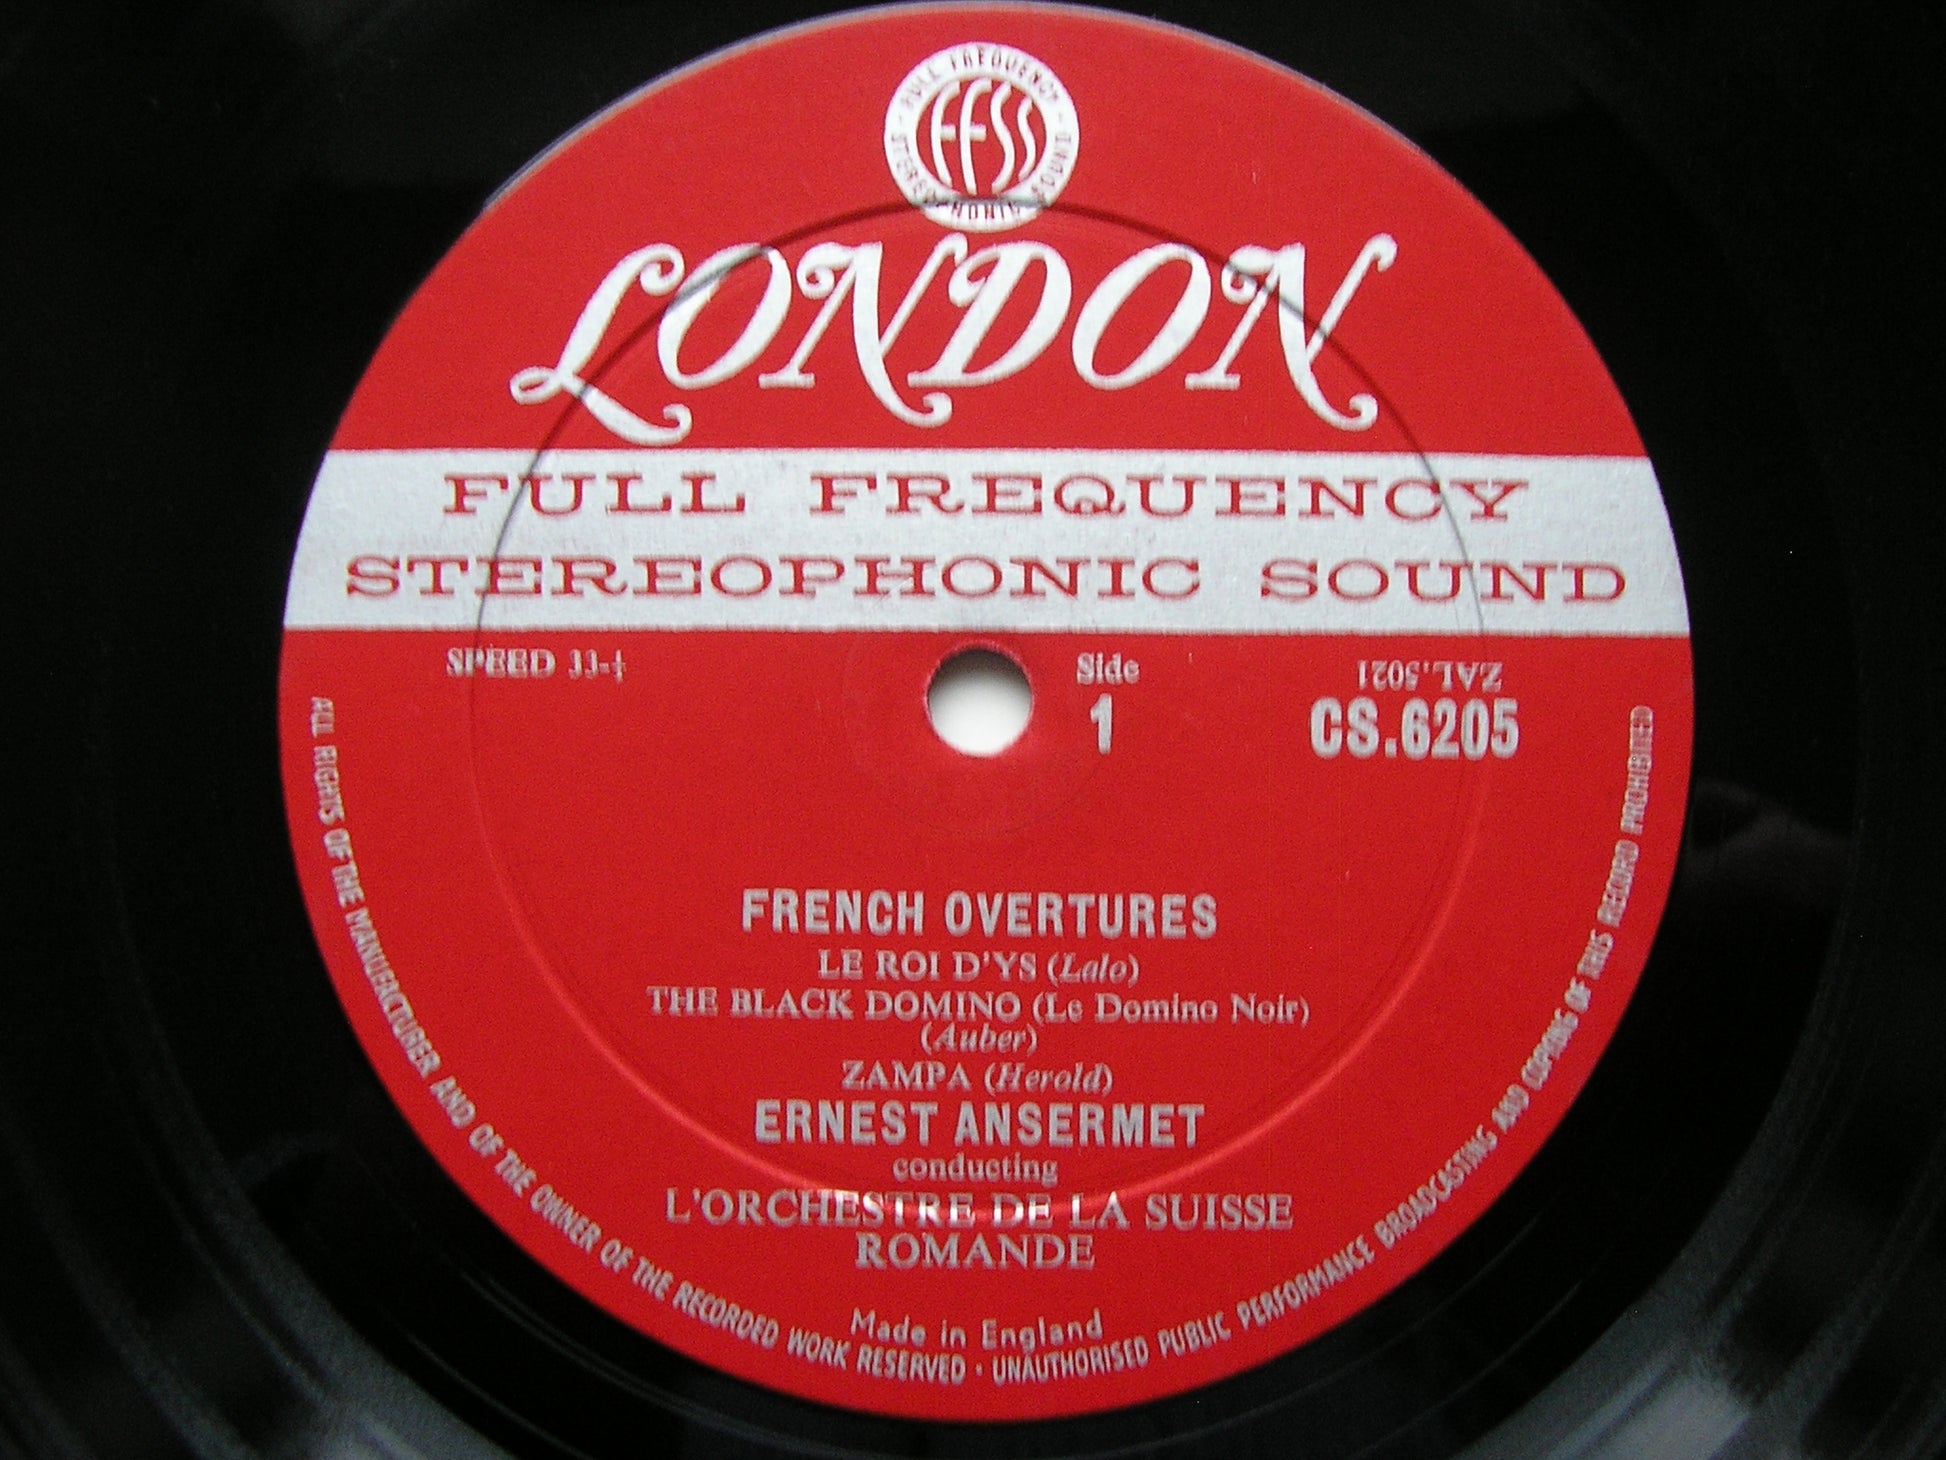 FULL FREQUENCY
STEREOPHONIC SOUND
FFSS
LONDON
FULL FREQUENCY
STEREOPHONIC SOUND
SPEED 33-⅓
Side
1
ZAL.5021
CS.6205
FRENCH OVERTURES
LE ROI D'YS (Lalo)
THE BLACK DOMINO (Le Domino Noir)
(Auber)
ZAMPA (Herold)
ERNEST ANSERMET
conducting
L'ORCHESTRE DE LA SUISSE
ROMANDE
Made in England
ALL RIGHTS OF THE MANUFACTURER AND OF THE OWNER OF THE RECORDED WORK RESERVED · UNAUTHORISED PUBLIC PERFORMANCE BROADCASTING AND COPYING OF THIS RECORD PROHIBITED